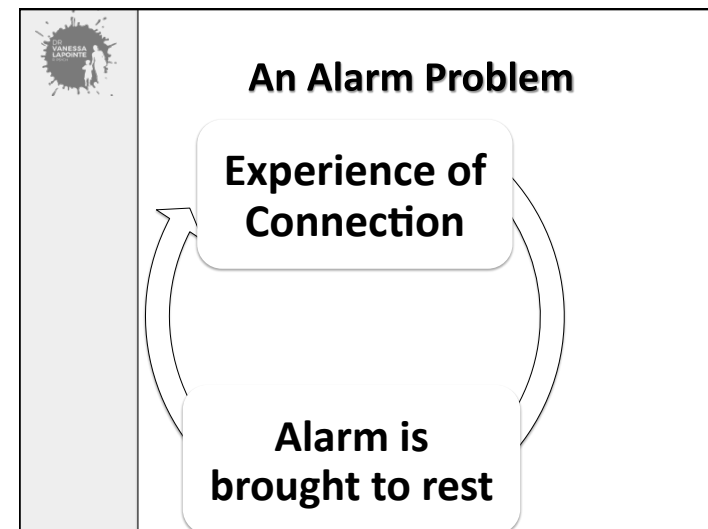 DR
VANESSA
LAPOINTE
An Alarm Problem
Experience of
Connection
Alarm is
brought to rest